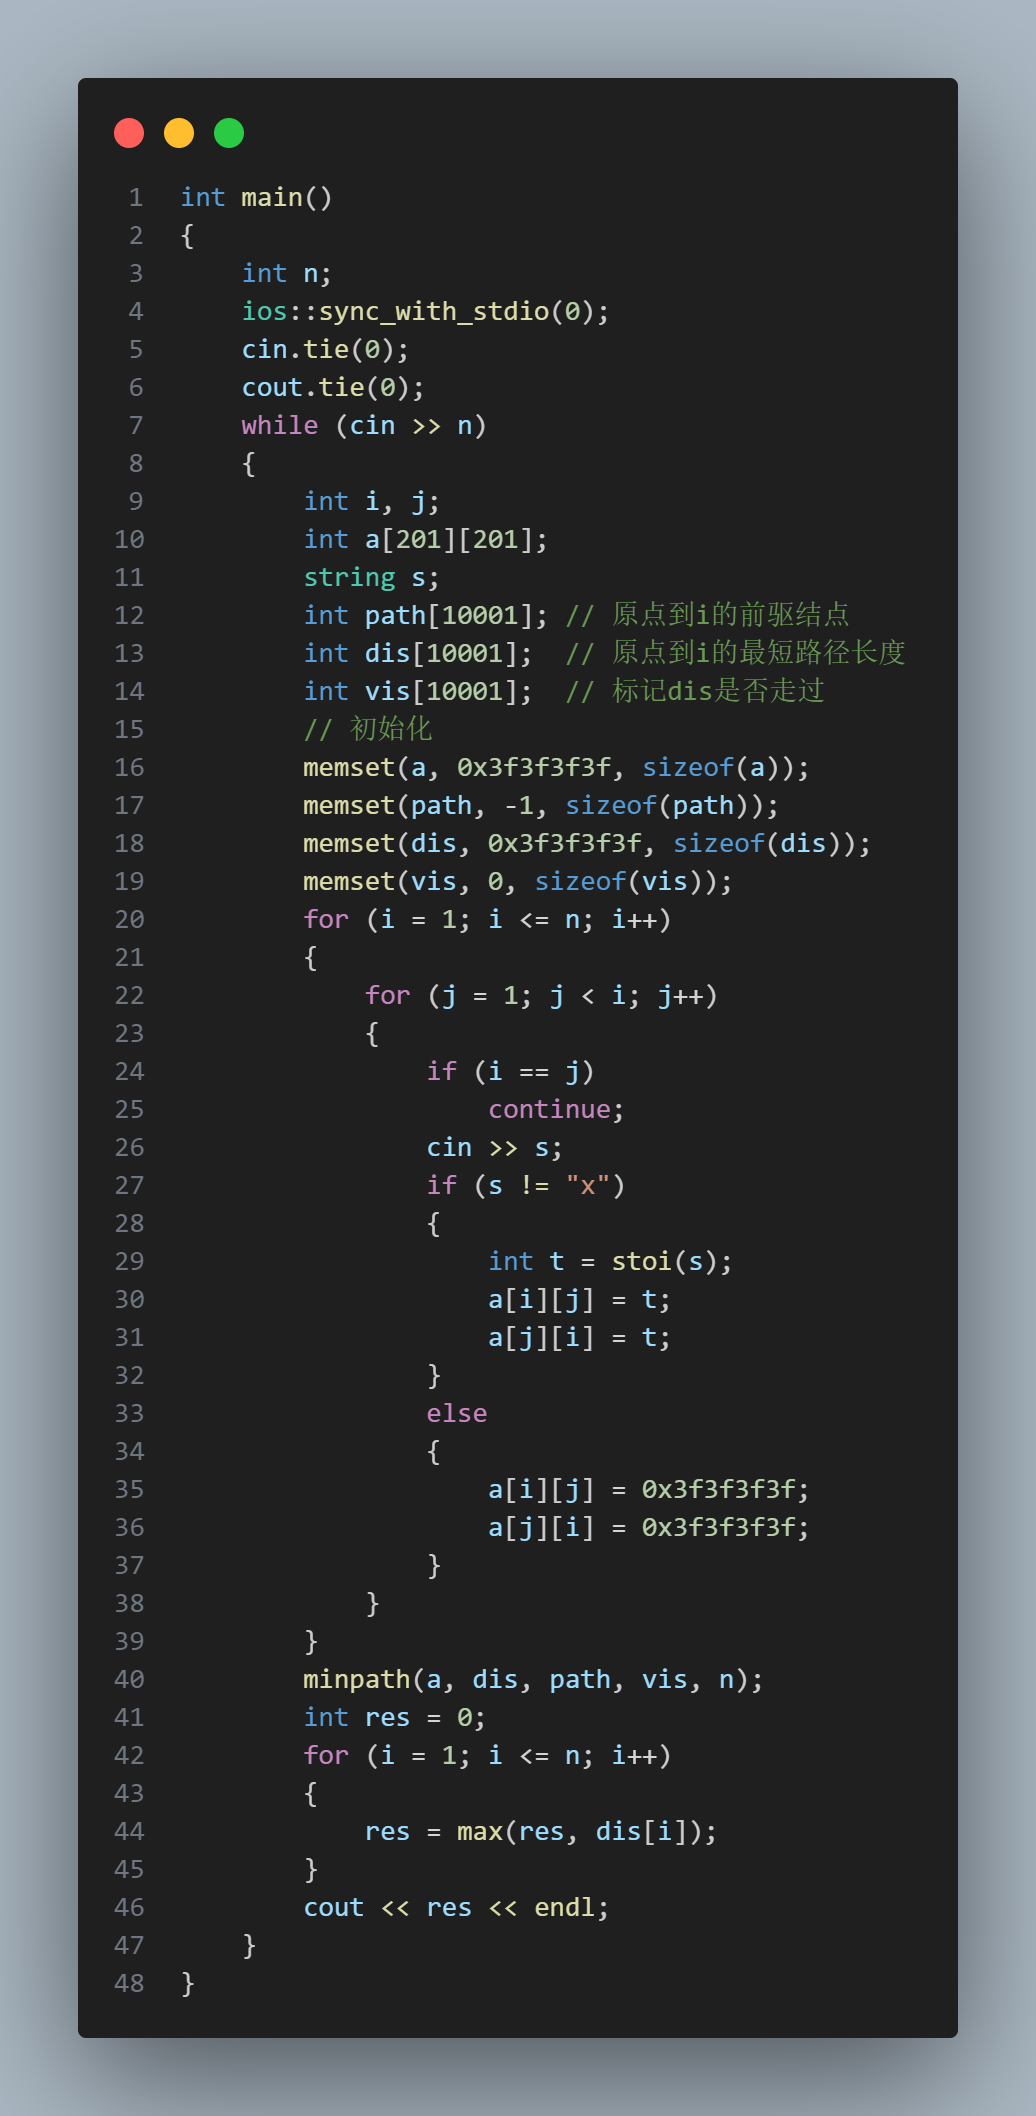 1 int main()
2 {
3     int n;
4     ios::sync_with_stdio(0);
5     cin.tie(0);
6     cout.tie(0);
7     while (cin >> n)
8     {
9         int i, j;
10         int a[201][201];
11         string s;
12         int path[10001]; // 原点到i的前驱结点
13         int dis[10001];  // 原点到i的最短路径长度
14         int vis[10001];  // 标记dis是否走过
15         // 初始化
16         memset(a, 0x3f3f3f3f, sizeof(a));
17         memset(path, -1, sizeof(path));
18         memset(dis, 0x3f3f3f3f, sizeof(dis));
19         memset(vis, 0, sizeof(vis));
20         for (i = 1; i <= n; i++)
21         {
22             for (j = 1; j < i; j++)
23             {
24                 if (i == j)
25                     continue;
26                 cin >> s;
27                 if (s != "x")
28                 {
29                     int t = stoi(s);
30                     a[i][j] = t;
31                     a[j][i] = t;
32                 }
33                 else
34                 {
35                     a[i][j] = 0x3f3f3f3f;
36                     a[j][i] = 0x3f3f3f3f;
37                 }
38             }
39         }
40         minpath(a, dis, path, vis, n);
41         int res = 0;
42         for (i = 1; i <= n; i++)
43         {
44             res = max(res, dis[i]);
45         }
46         cout << res << endl;
47     }
48 }